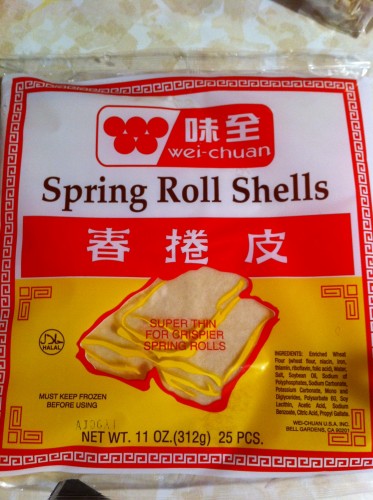 味全
wei-chuan
Spring Roll Shells
春捲皮
SUPER THIN
FOR CRISPIER
SPRING ROLLS
HALAL
MUST KEEP FROZEN
BEFORE USING
NET WT. 11 OZ.(312g) 25 PCS.
INGREDIENTS: Enriched Wheat
Flour (wheat flour, niacin, iron,
thiamin, riboflavin, folic acid), Water,
Salt, Soybean Oil, Sodium of
Polyphosphates, Sodium Carbonate,
Potassium Carbonate, Mono and
Diglycerides, Polysorbate 60, Soy
Lecithin, Acetic Acid, Sodium
Benzoate, Citric Acid, Propyl Gallate.
WEI-CHUAN U.S.A. INC.
BELL GARDENS, CA 90201